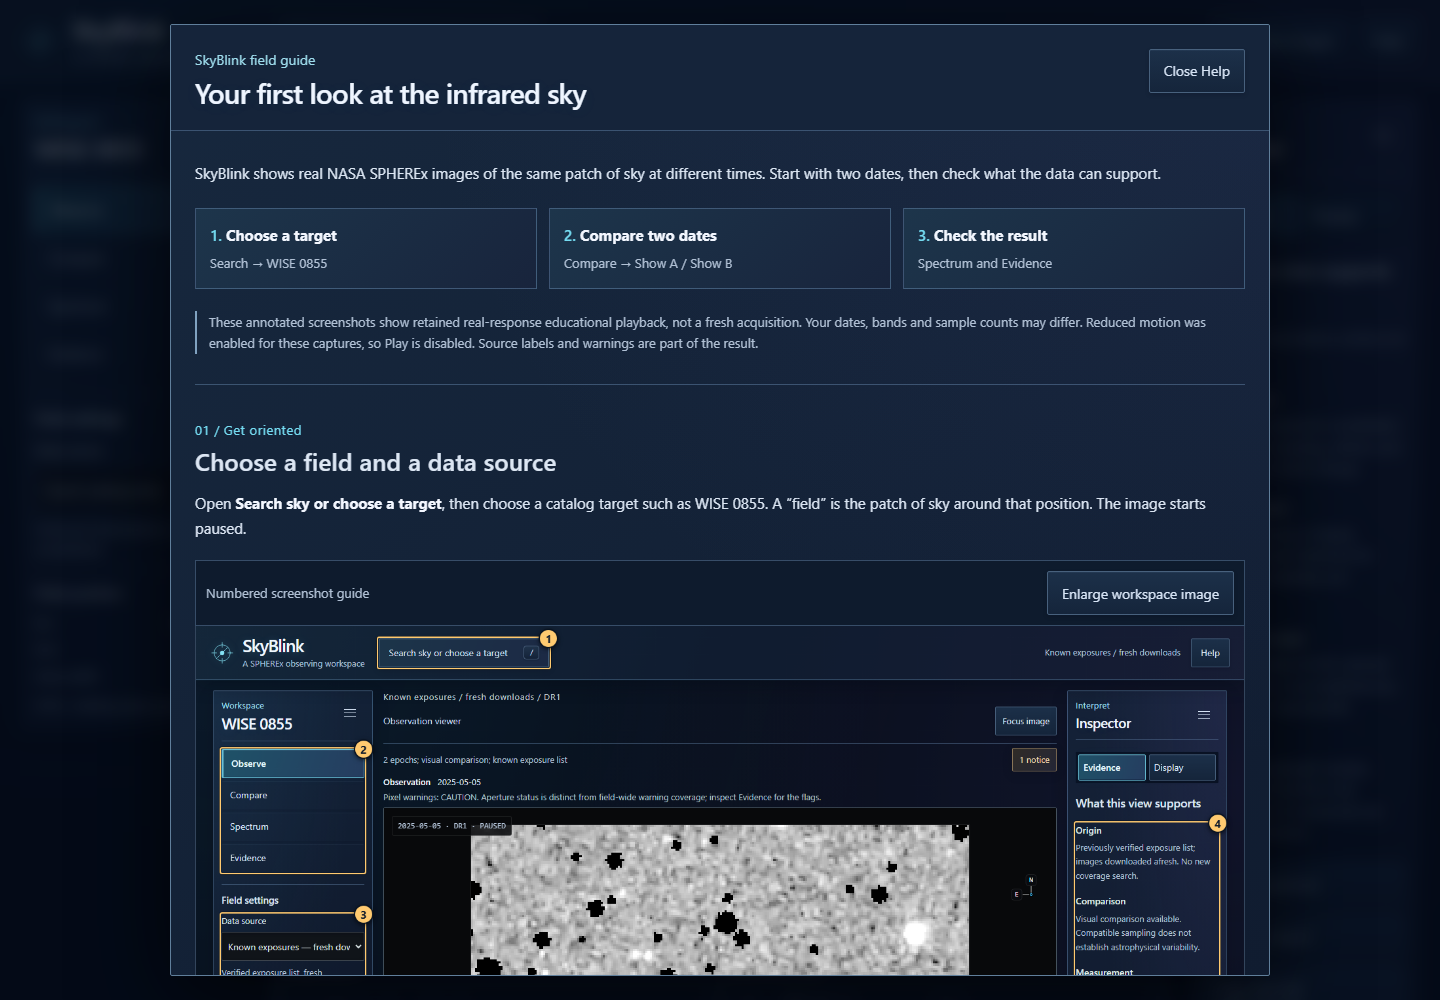 SkyBlink field guide
Your first look at the infrared sky
Close Help
SkyBlink shows real NASA SPHEREx images of the same patch of sky at different times. Start with two dates, then check what the data can support.
1. Choose a target
Search → WISE 0855
2. Compare two dates
Compare → Show A / Show B
3. Check the result
Spectrum and Evidence
These annotated screenshots show retained real-response educational playback, not a fresh acquisition. Your dates, bands and sample counts may differ. Reduced motion was
enabled for these captures, so Play is disabled. Source labels and warnings are part of the result.
01 / Get oriented
Choose a field and a data source
Open Search sky or choose a target, then choose a catalog target such as WISE 0855. A “field” is the patch of sky around that position. The image starts
paused.
Numbered screenshot guide
Enlarge workspace image
SkyBlink
A SPHEREx observing workspace
Search sky or choose a target /
1
Known exposures / fresh downloads
Help
Workspace
WISE 0855
2
Observe
Compare
Spectrum
Evidence
Field settings
3
Data source
Known exposures — fresh dow
Verified exposure list, fresh
Known exposures / fresh downloads / DR1
Observation viewer
Focus image
2 epochs; visual comparison; known exposure list
1 notice
Observation 2025-05-05
Pixel warnings: CAUTION. Aperture status is distinct from field-wide warning coverage; inspect Evidence for the flags.
2025-05-05 · DR1 · PAUSED
N
E
Interpret
Inspector
Evidence
Display
What this view supports
4
Origin
Previously verified exposure list;
images downloaded afresh. No new
coverage search.
Comparison
Visual comparison available.
Compatible sampling does not
establish astrophysical variability.
Measurement